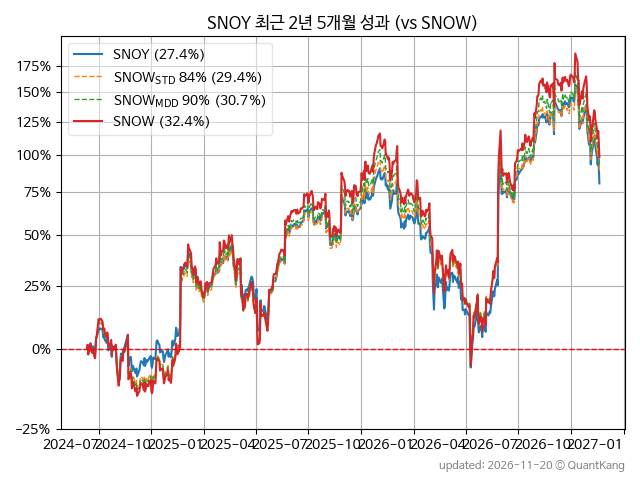 SNOY 최근 2년 5개월 성과 (vs SNOW)
SNOY (27.4%)
SNOW_STD 84% (29.4%)
SNOW_MDD 90% (30.7%)
SNOW (32.4%)
175%
150%
125%
100%
75%
50%
25%
0%
-25%
2024-07 2024-10 2025-01 2025-04 2025-07 2025-10 2026-01 2026-04 2026-07 2026-10 2027-01
updated: 2026-11-20 © QuantKang